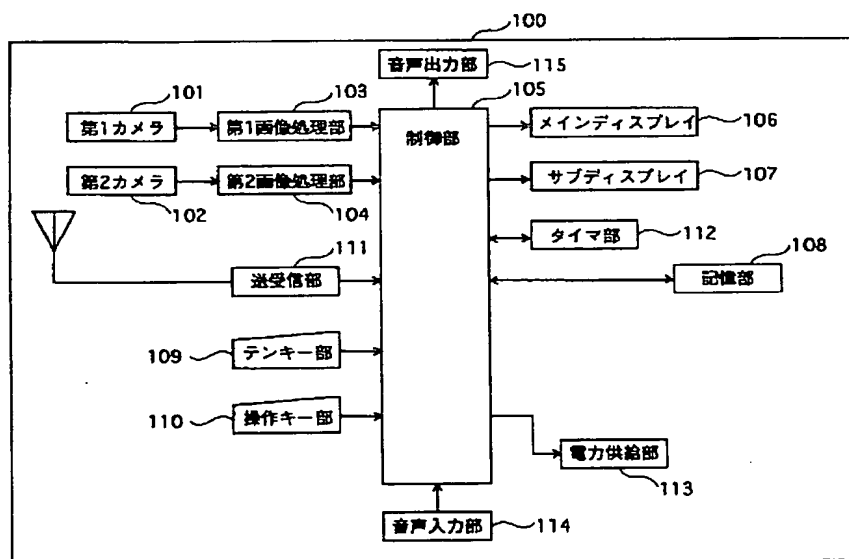 100
音声出力部
115
101
103
105
第1カメラ
第1画像処理部
制御部
メインディスプレイ
106
第2カメラ
第2画像処理部
サブディスプレイ
107
102
104
タイマ部
112
108
111
送受信部
記憶部
109
テンキー部
110
操作キー部
電力供給部
113
音声入力部
114